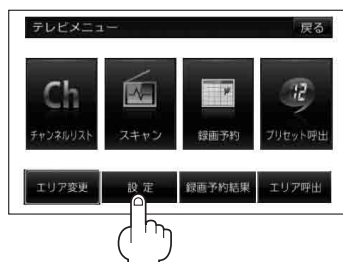 テレビメニュー 戻る
Ch
12
チャンネルリスト スキャン 録画予約 プリセット呼出
エリア変更 設定 録画予約結果 エリア呼出